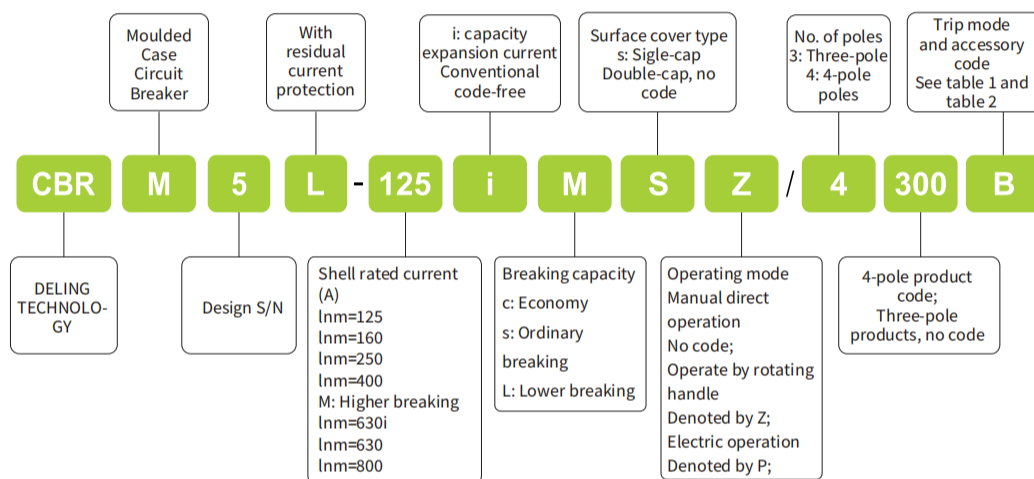 Moulded
Case
Circuit
Breaker
With
residual
current
protection
i: capacity
expansion current
Conventional
code-free
Surface cover type
s: Sigle-cap
Double-cap, no
code
No. of poles
3: Three-pole
4: 4-pole
poles
Trip mode
and accessory
code
See table 1 and
table 2
CBR M 5 L - 125 i M S Z / 4 300 B
DELING
TECHNOLO-
GY
Design S/N
Shell rated current
(A)
lnm=125
lnm=160
lnm=250
lnm=400
M: Higher breaking
lnm=630i
lnm=630
lnm=800
Breaking capacity
c: Economy
s: Ordinary
breaking
L: Lower breaking
Operating mode
Manual direct
operation
No code;
Operate by rotating
handle
Denoted by Z;
Electric operation
Denoted by P;
4-pole product
code;
Three-pole
products, no code